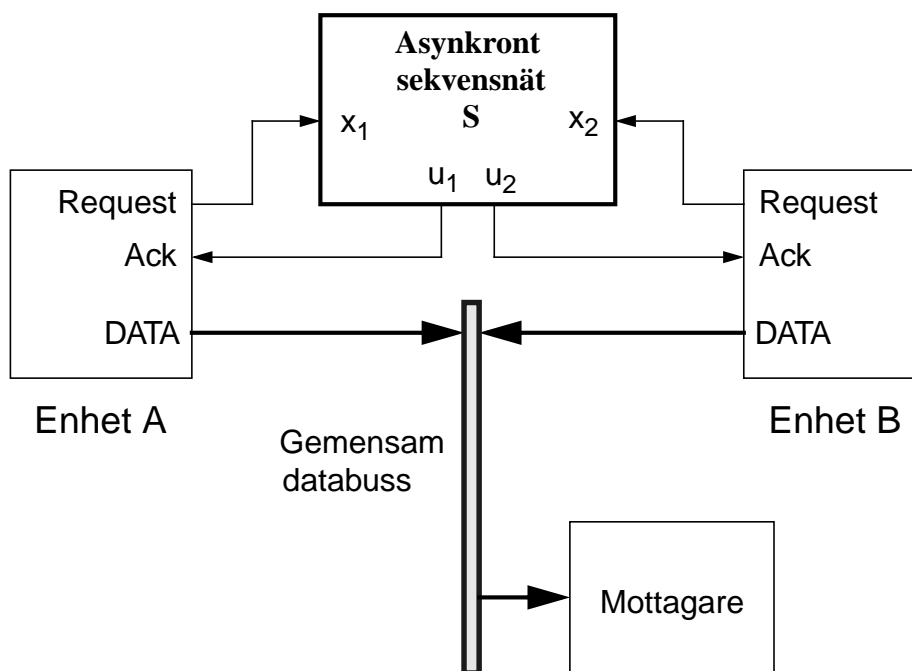 Asynkront
sekvensnät
S
x1
x2
u1 u2
Request
Ack
DATA
Enhet A
Request
Ack
DATA
Enhet B
Gemensam
databuss
Mottagare